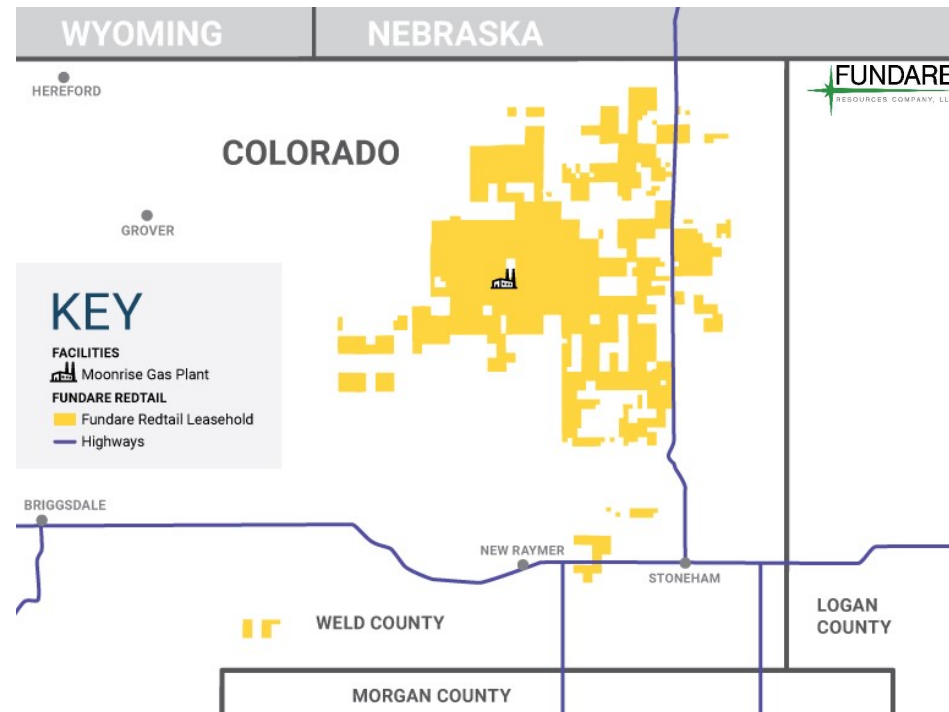 WYOMING
NEBRASKA
HEREFORD
FUNDARE
RESOURCES COMPANY, LL
COLORADO
GROVER
KEY
FACILITIES
Moonrise Gas Plant
FUNDARE REDTAIL
Fundare Redtail Leasehold
Highways
BRIGGSDALE
NEW RAYMER
STONEHAM
WELD COUNTY
LOGAN
COUNTY
MORGAN COUNTY